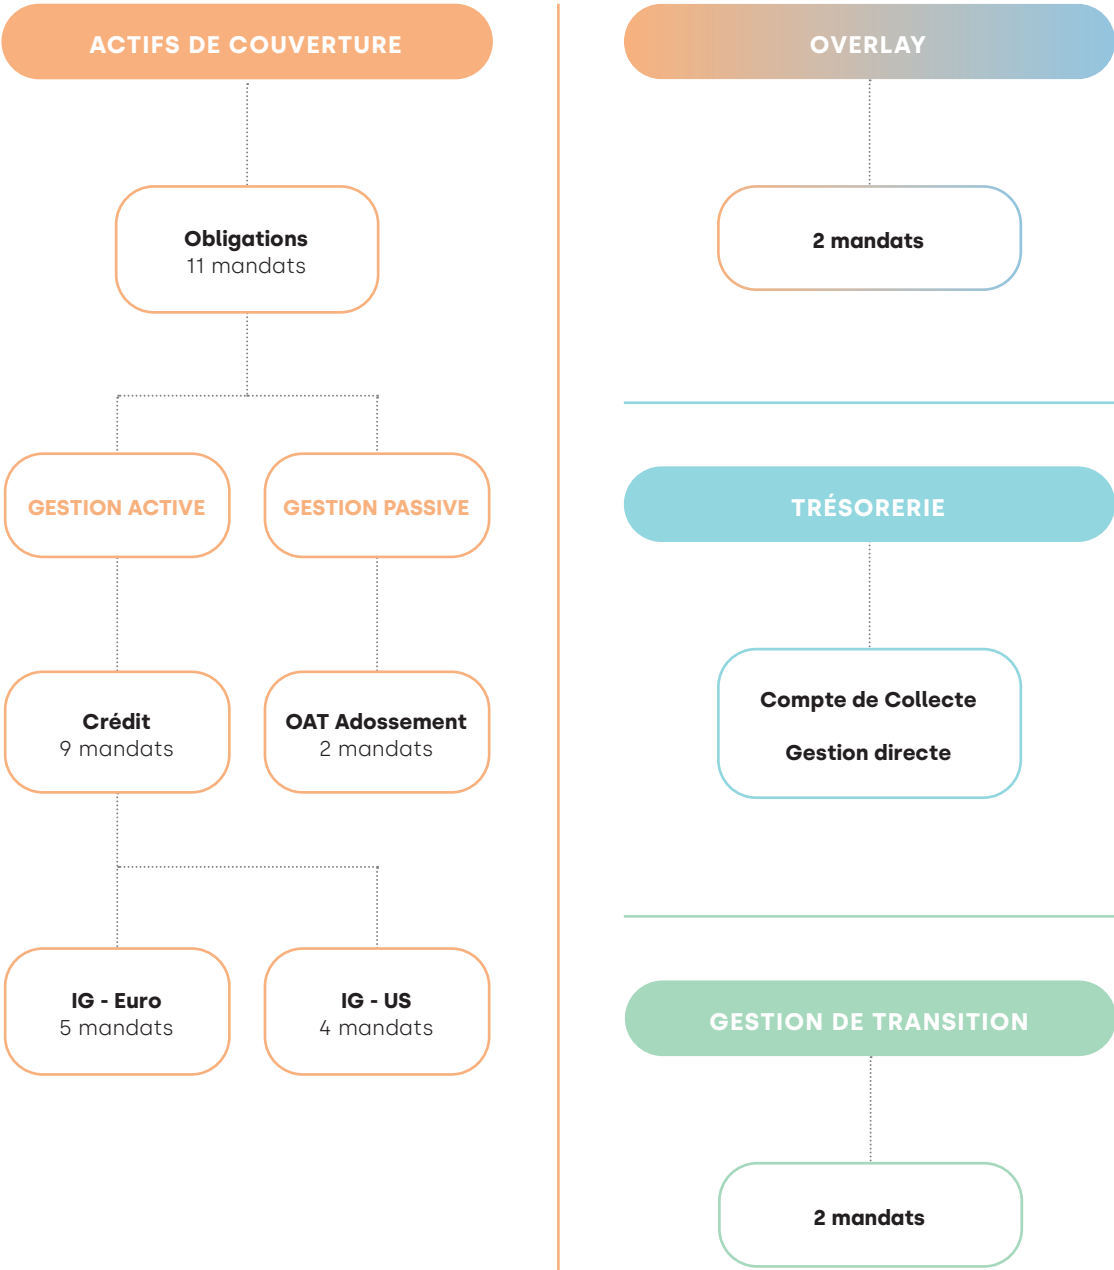 ACTIFS DE COUVERTURE
Obligations
11 mandats
GESTION ACTIVE
GESTION PASSIVE
Crédit
9 mandats
OAT Adossement
2 mandats
IG - Euro
5 mandats
IG - US
4 mandats
OVERLAY
2 mandats
TRÉSORERIE
Compte de Collecte
Gestion directe
GESTION DE TRANSITION
2 mandats